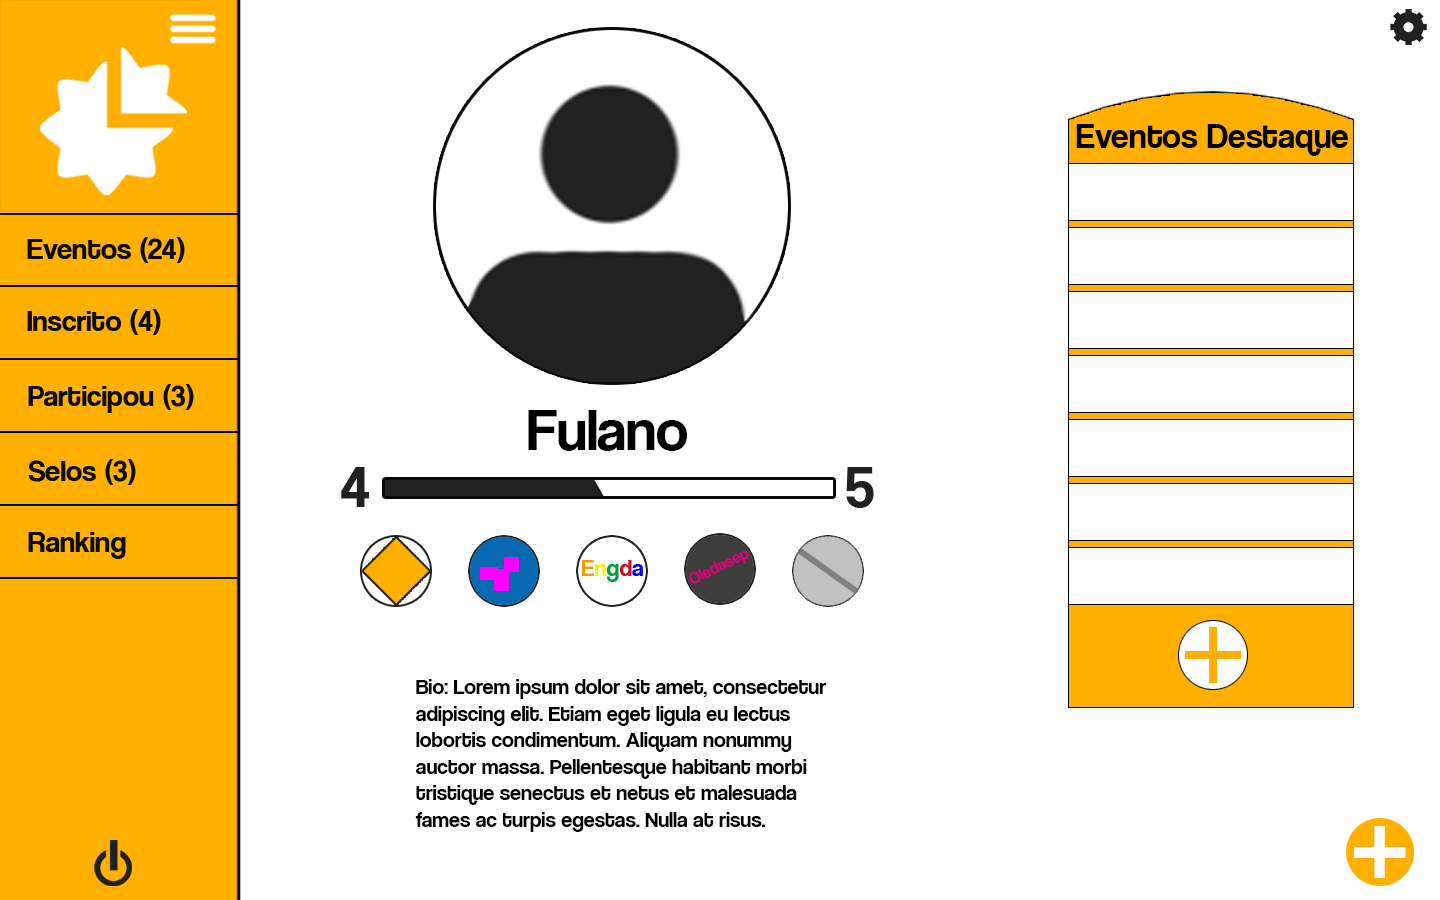 Eventos (24)
Inscrito (4)
Participou (3)
Selos (3)
Ranking
Fulano
4
5
Engda
Oledasep
Bio: Lorem ipsum dolor sit amet, consectetur
adipiscing elit. Etiam eget ligula eu lectus
lobortis condimentum. Aliquam nonummy
auctor massa. Pellentesque habitant morbi
tristique senectus et netus et malesuada
fames ac turpis egestas. Nulla at risus.
Eventos Destaque